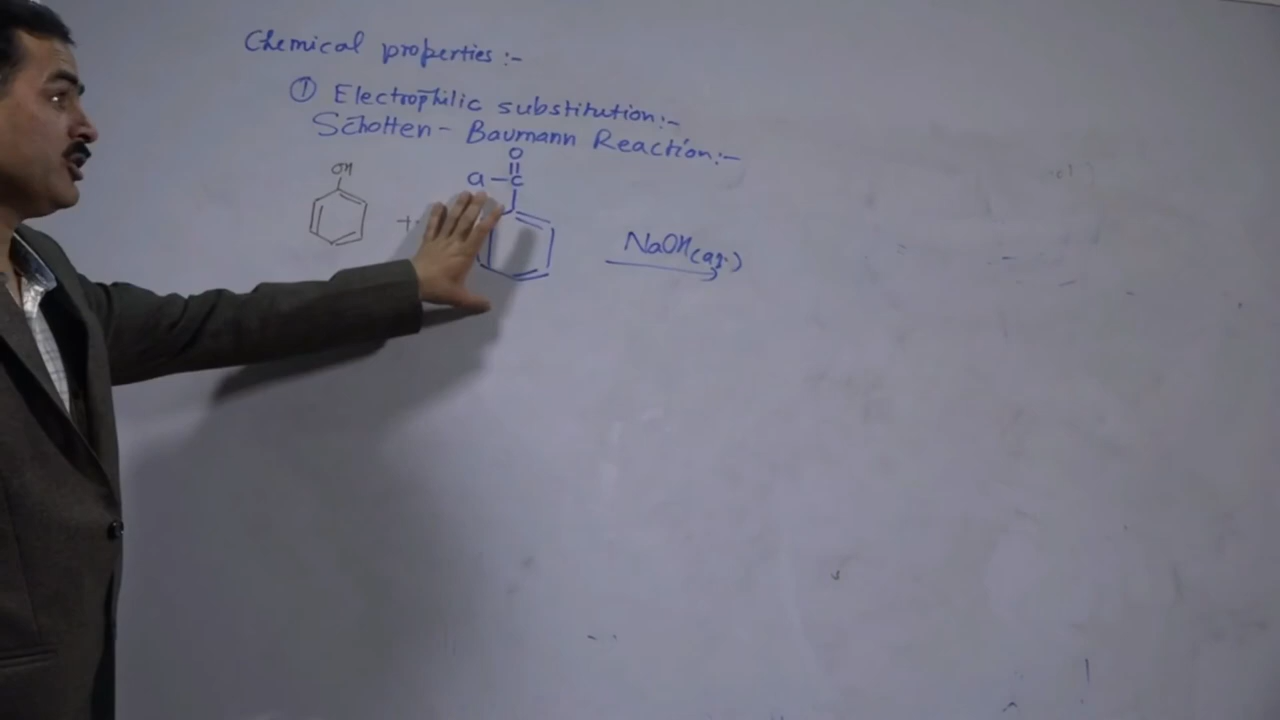 Chemical properties :-
① Electrophilic substitution:-
Schotten - Baumann Reaction:-
OH
O
Cl - C
+
NaOH(aq.)